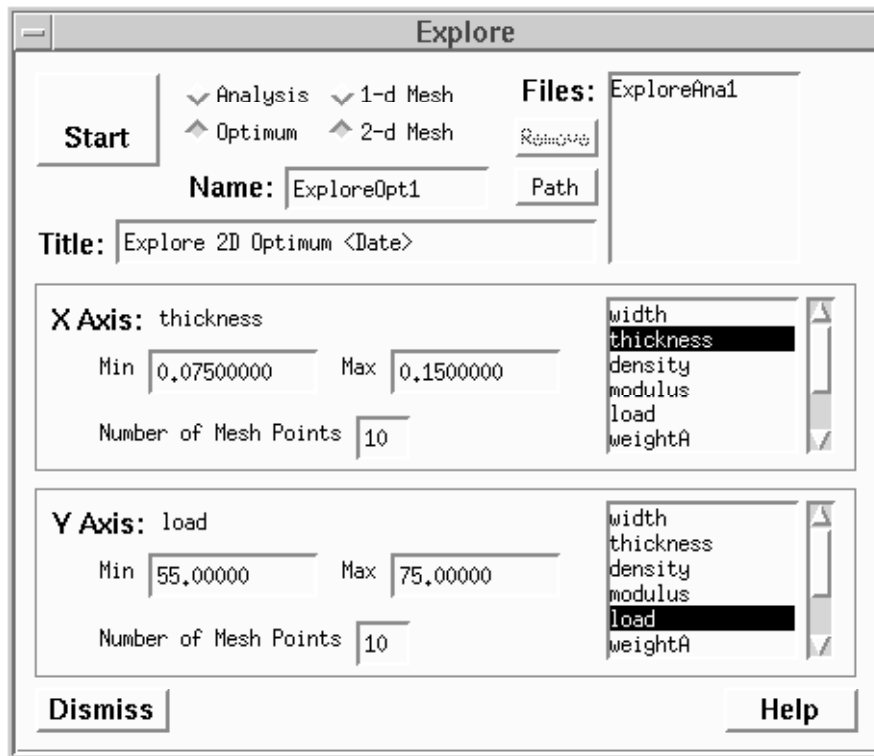 Explore
Start
Analysis
1-d Mesh
Optimum
2-d Mesh
Files:
ExploreAna1
Remove
Name: ExploreOpt1
Path
Title: Explore 2D Optimum <Date>
X Axis: thickness
Min 0.07500000 Max 0.1500000
Number of Mesh Points 10
width
thickness
density
modulus
load
weightA
Y Axis: load
Min 55.00000 Max 75.00000
Number of Mesh Points 10
width
thickness
density
modulus
load
weightA
Dismiss
Help